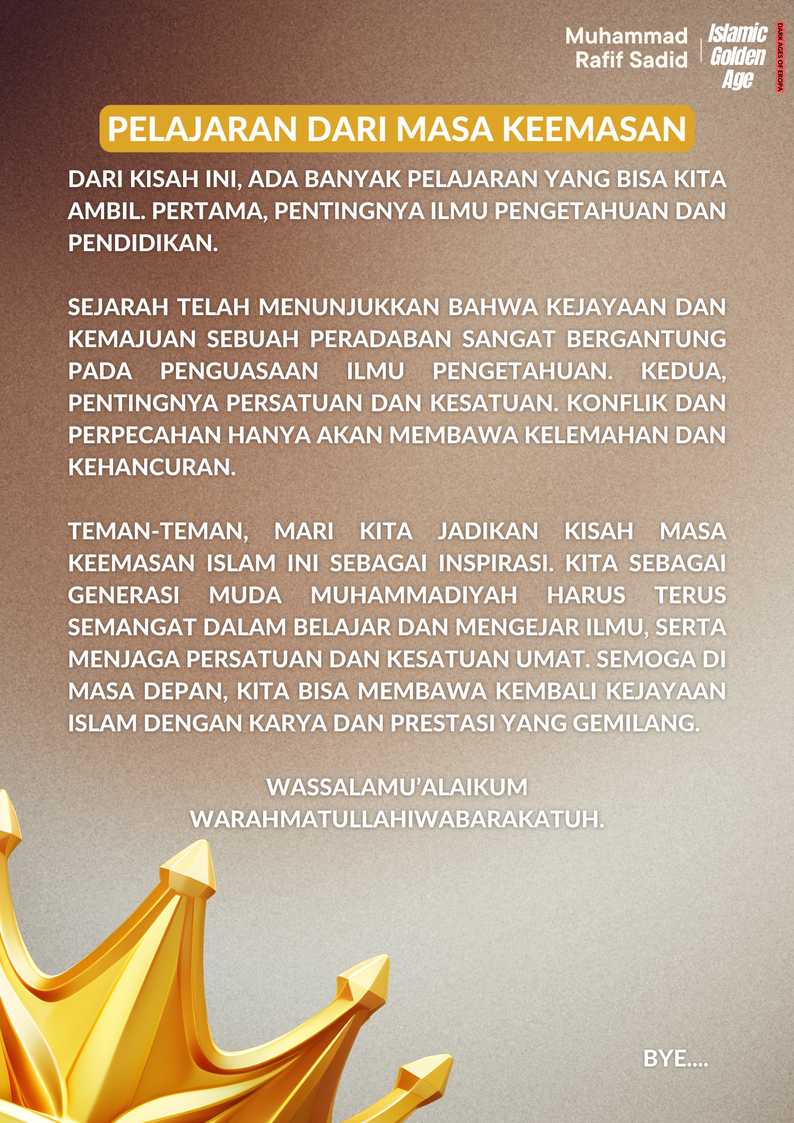 Muhammad
Rafif Sadid
Islamic
Golden
Age
DARK AGES OF EROPA
PELAJARAN DARI MASA KEEMASAN
DARI KISAH INI, ADA BANYAK PELAJARAN YANG BISA KITA
AMBIL. PERTAMA, PENTINGNYA ILMU PENGETAHUAN DAN
PENDIDIKAN.
SEJARAH TELAH MENUNJUKKAN BAHWA KEJAYAAN DAN
KEMAJUAN SEBUAH PERADABAN SANGAT BERGANTUNG
PADA PENGUASAAN ILMU PENGETAHUAN. KEDUA,
PENTINGNYA PERSATUAN DAN KESATUAN. KONFLIK DAN
PERPECAHAN HANYA AKAN MEMBAWA KELEMAHAN DAN
KEHANCURAN.
TEMAN-TEMAN, MARI KITA JADIKAN KISAH MASA
KEEMASAN ISLAM INI SEBAGAI INSPIRASI. KITA SEBAGAI
GENERASI MUDA MUHAMMADIYAH HARUS TERUS
SEMANGAT DALAM BELAJAR DAN MENGEJAR ILMU, SERTA
MENJAGA PERSATUAN DAN KESATUAN UMAT. SEMOGA DI
MASA DEPAN, KITA BISA MEMBAWA KEMBALI KEJAYAAN
ISLAM DENGAN KARYA DAN PRESTASI YANG GEMILANG.
WASSALAMU’ALAIKUM
WARAHMATULLAHIWABARAKATUH.
BYE....